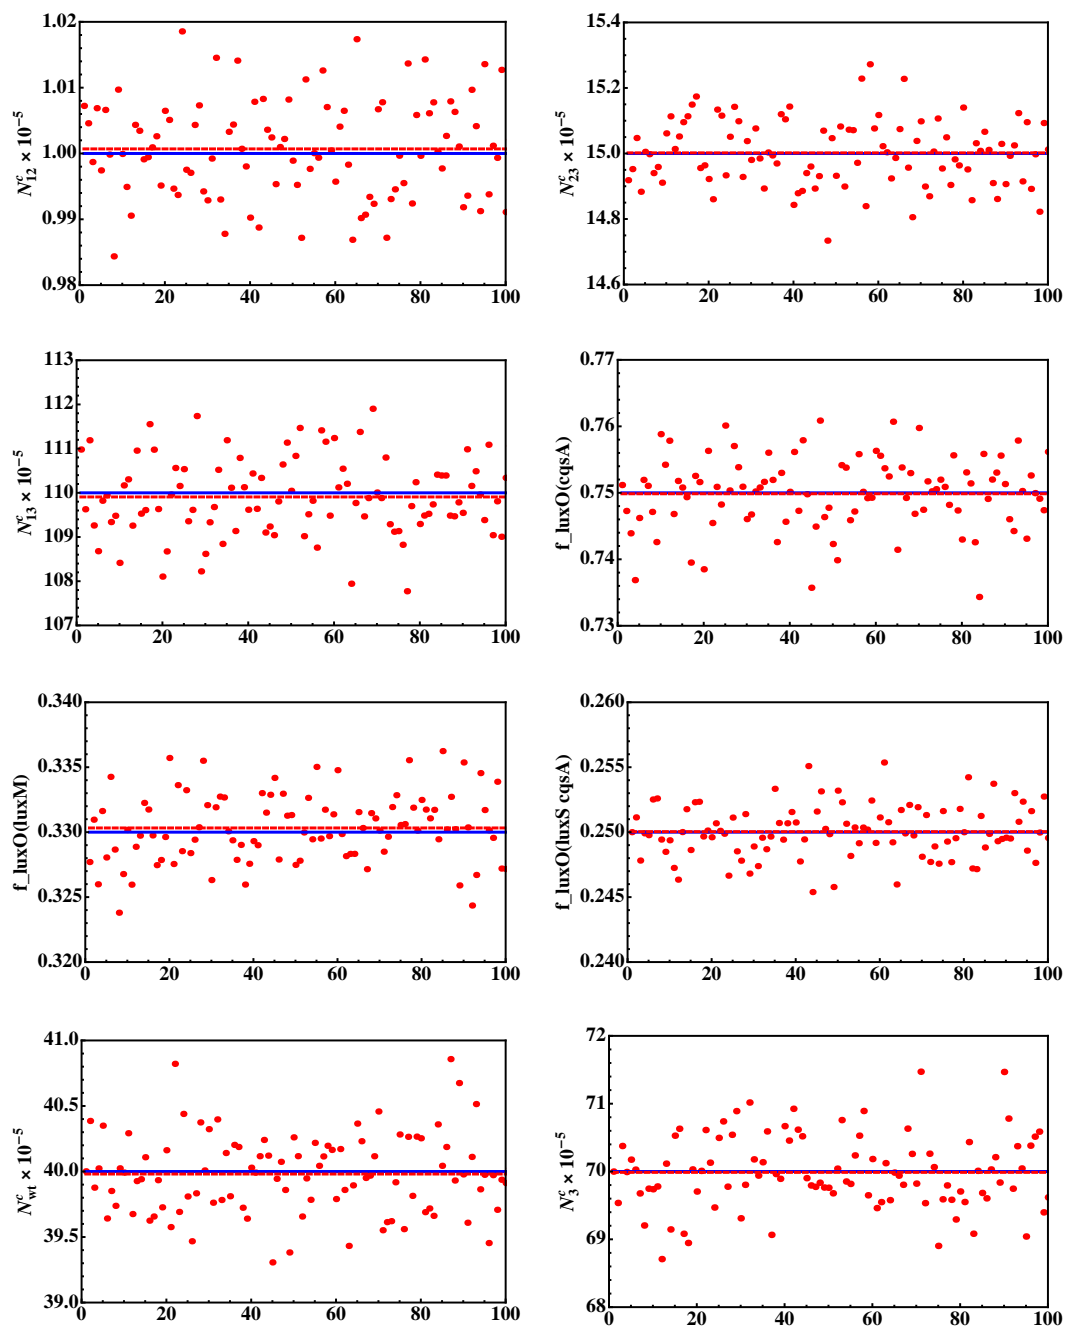 1.02
1.01
1.00
0.99
0.98
0 20 40 60 80 100
N^c_12 × 10^-5
15.4
15.2
15.0
14.8
14.6
0 20 40 60 80 100
N^c_23 × 10^-5
113
112
111
110
109
108
107
0 20 40 60 80 100
N^c_13 × 10^-5
0.77
0.76
0.75
0.74
0.73
0 20 40 60 80 100
f_luxO(cqsA)
0.340
0.335
0.330
0.325
0.320
0 20 40 60 80 100
f_luxO(luxM)
0.260
0.255
0.250
0.245
0.240
0 20 40 60 80 100
f_luxO(luxS cqsA)
41.0
40.5
40.0
39.5
39.0
0 20 40 60 80 100
N^c_wt × 10^-5
72
71
70
69
68
0 20 40 60 80 100
N^c_3 × 10^-5